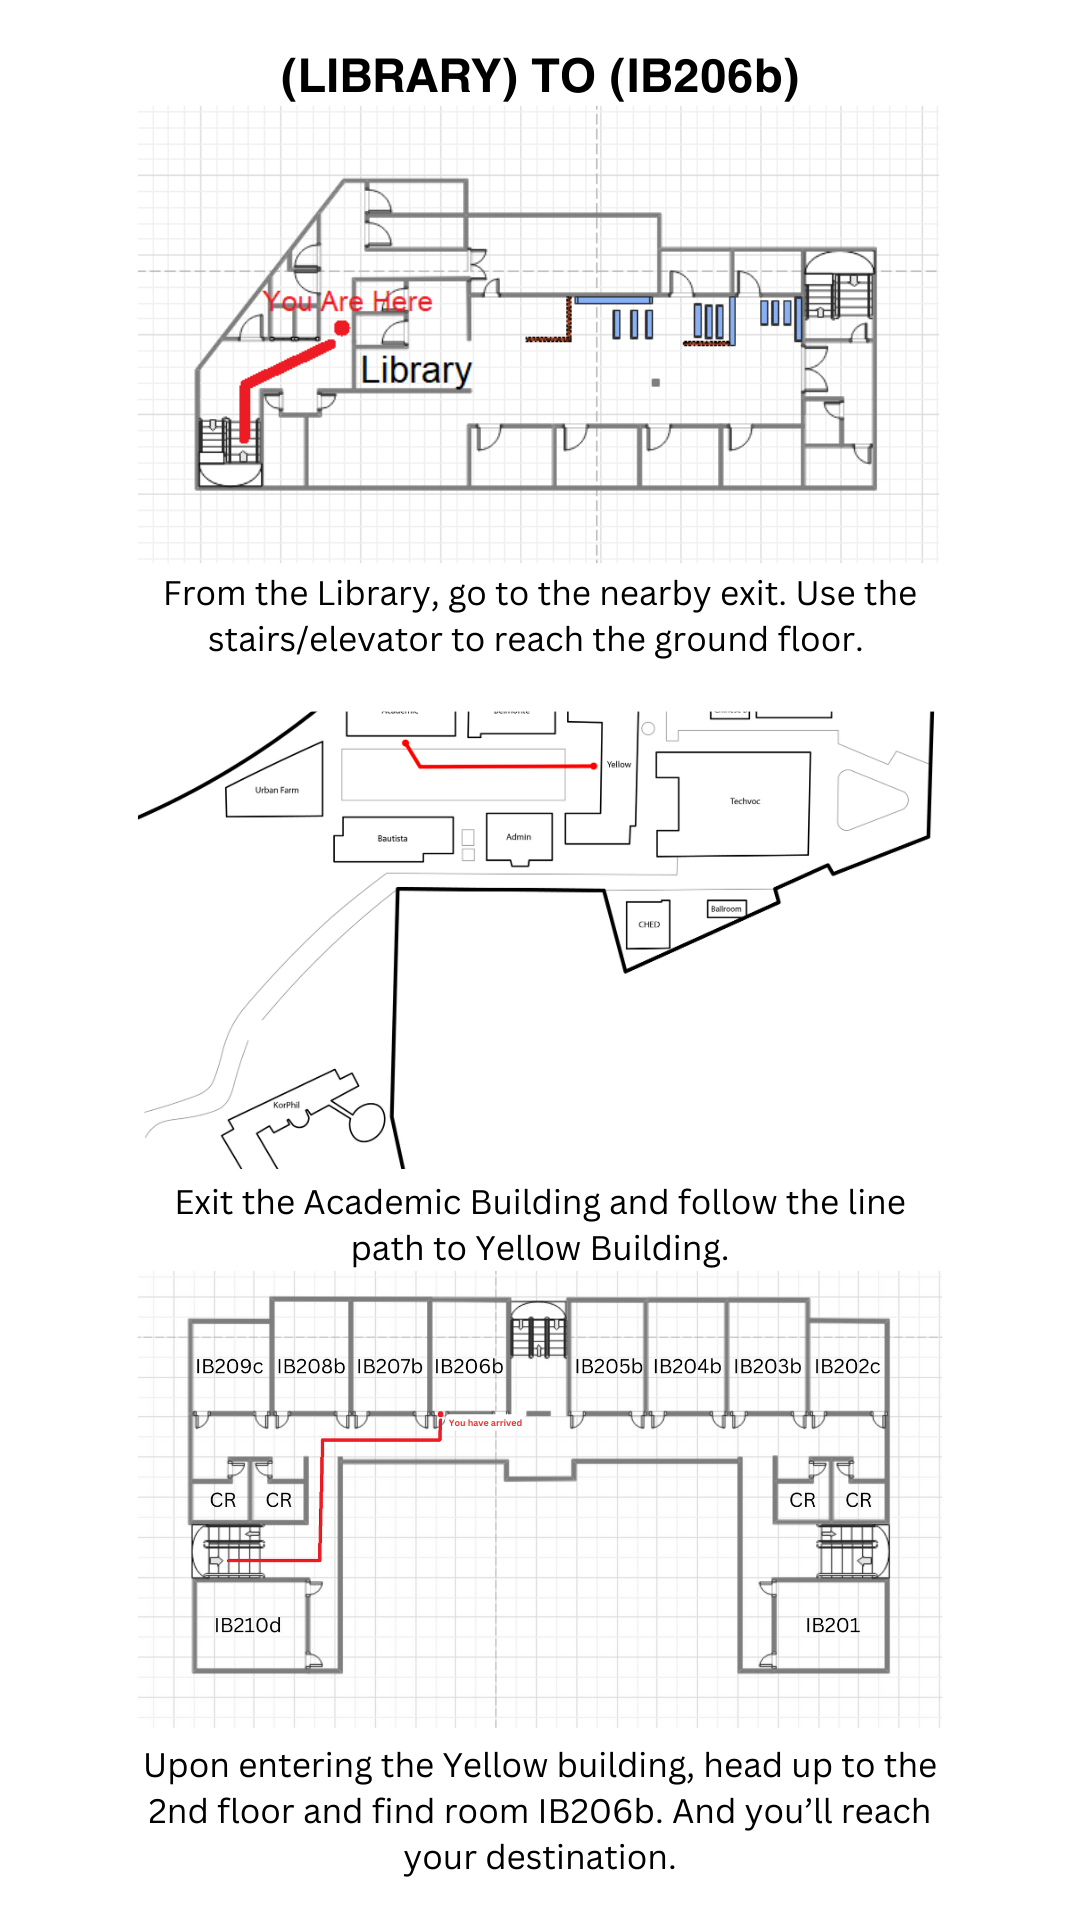 (LIBRARY) TO (IB206b)
You Are Here
Library
From the Library, go to the nearby exit. Use the
stairs/elevator to reach the ground floor.
Academic
Belmonte
Urban Farm
Yellow
Techvoc
Bautista
Admin
CHED
Ballroom
KorPhil
Exit the Academic Building and follow the line
path to Yellow Building.
IB209c IB208b IB207b IB206b IB205b IB204b IB203b IB202c
You have arrived
CR CR CR CR
IB210d IB201
Upon entering the Yellow building, head up to the
2nd floor and find room IB206b. And you’ll reach
your destination.